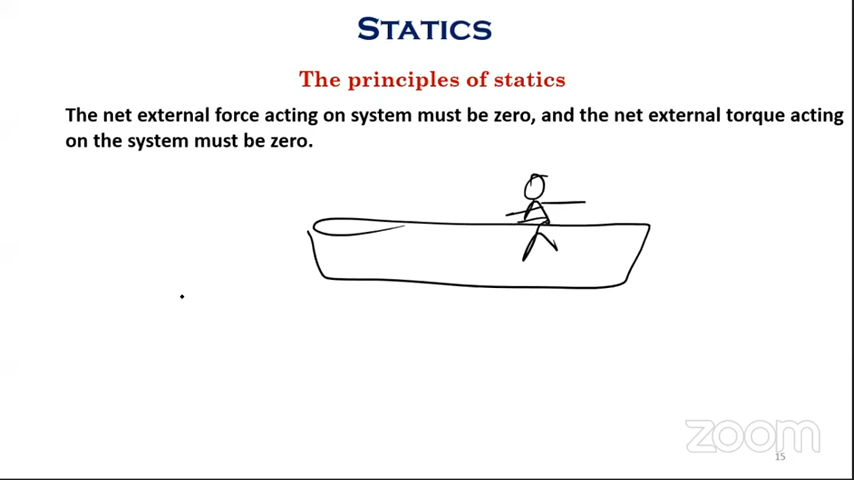 STATICS
The principles of statics
The net external force acting on system must be zero, and the net external torque acting
on the system must be zero.
zoom
15